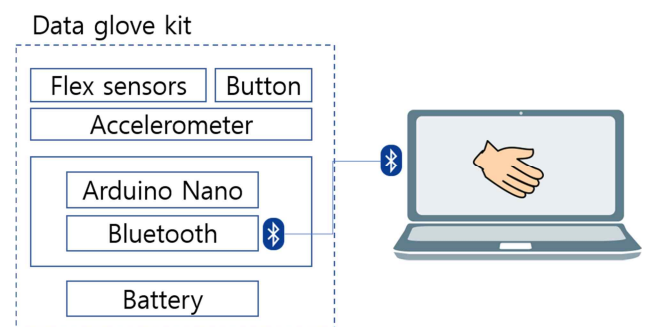 Data glove kit
Flex sensors Button
Accelerometer
Arduino Nano
Bluetooth
Battery